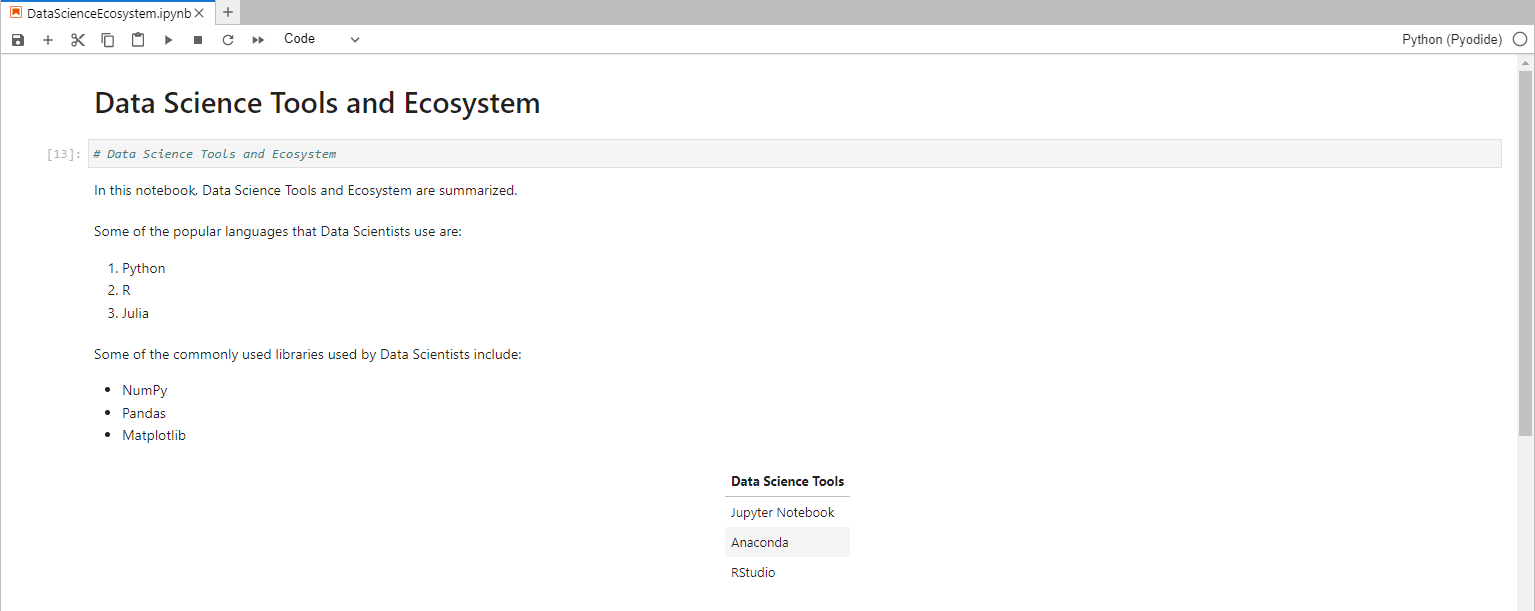 DataScienceEcosystem.ipynb
Code
Python (Pyodide)
Data Science Tools and Ecosystem
[13]: # Data Science Tools and Ecosystem
In this notebook, Data Science Tools and Ecosystem are summarized.
Some of the popular languages that Data Scientists use are:
1. Python
2. R
3. Julia
Some of the commonly used libraries used by Data Scientists include:
• NumPy
• Pandas
• Matplotlib
Data Science Tools
Jupyter Notebook
Anaconda
RStudio